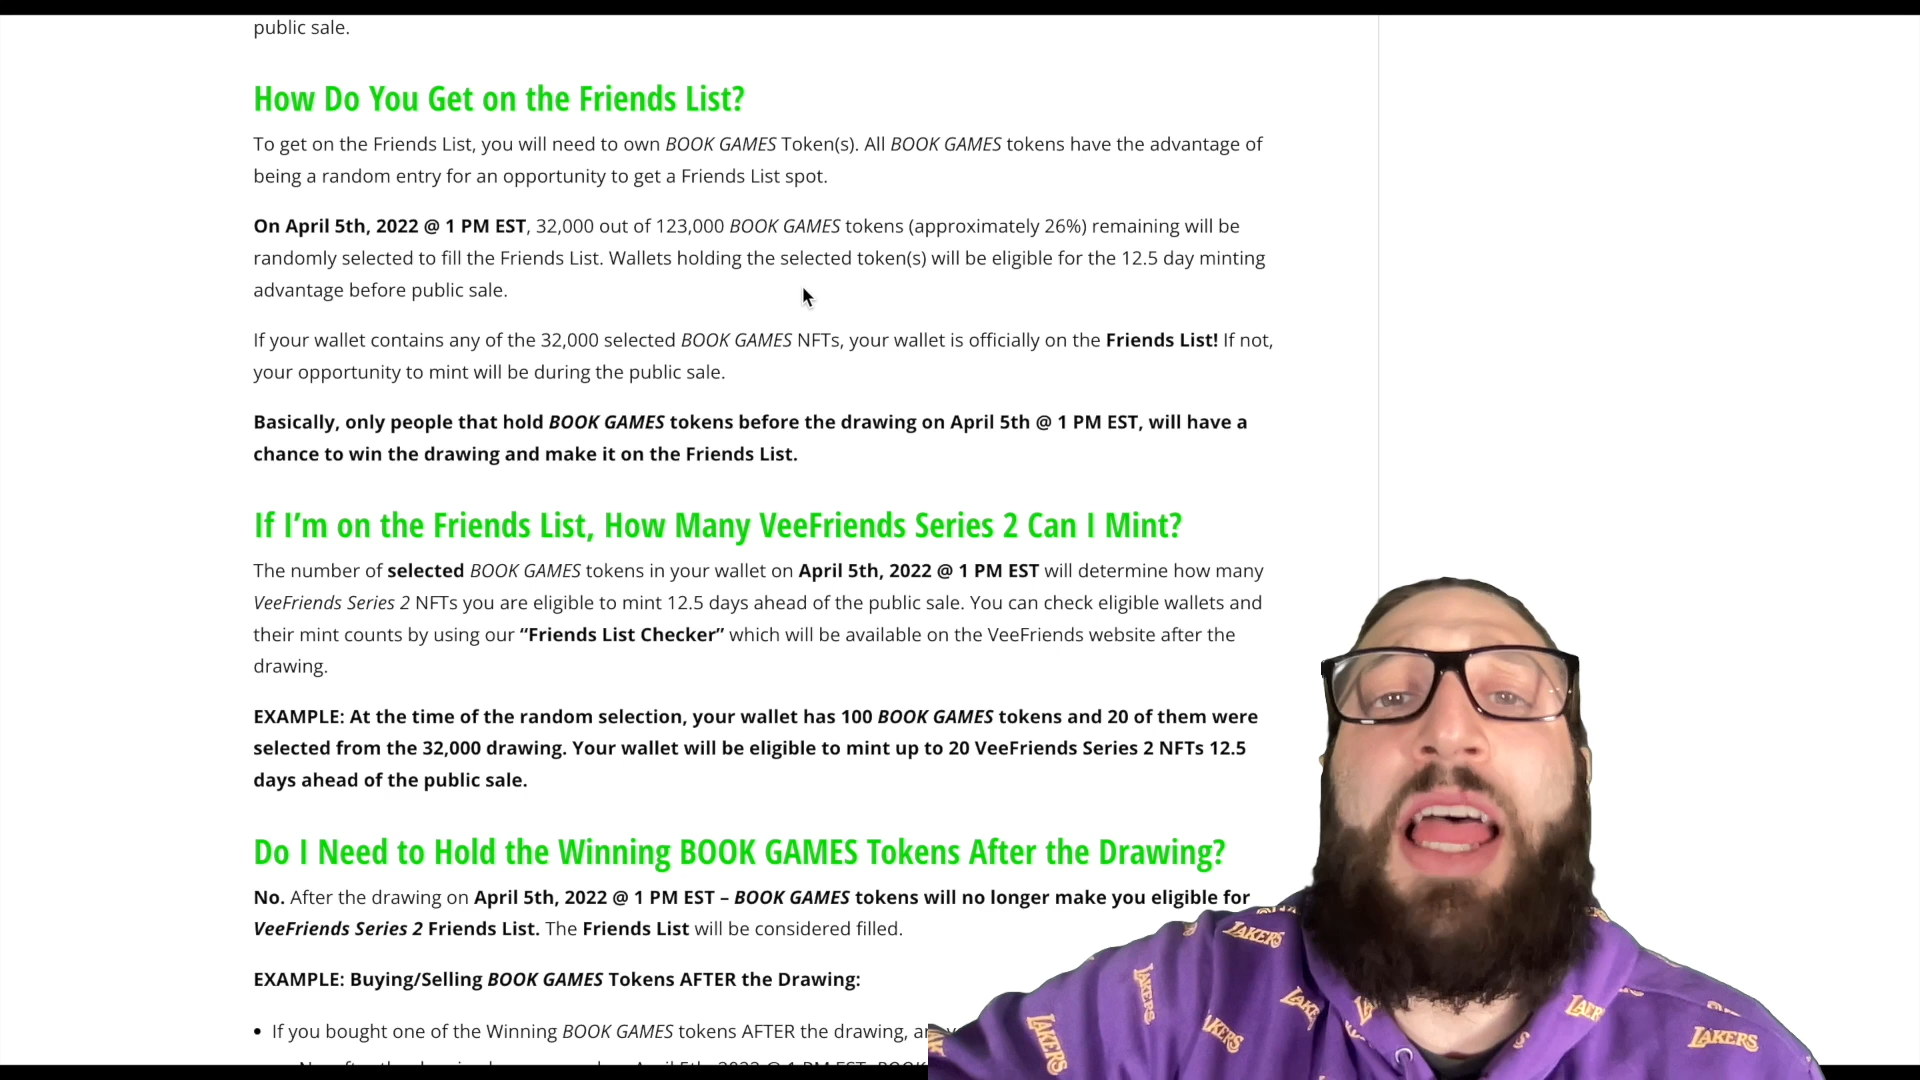 public sale.
How Do You Get on the Friends List?
To get on the Friends List, you will need to own BOOK GAMES Token(s). All BOOK GAMES tokens have the advantage of
being a random entry for an opportunity to get a Friends List spot.
On April 5th, 2022 @ 1 PM EST, 32,000 out of 123,000 BOOK GAMES tokens (approximately 26%) remaining will be
randomly selected to fill the Friends List. Wallets holding the selected token(s) will be eligible for the 12.5 day minting
advantage before public sale.
If your wallet contains any of the 32,000 selected BOOK GAMES NFTs, your wallet is officially on the Friends List! If not,
your opportunity to mint will be during the public sale.
Basically, only people that hold BOOK GAMES tokens before the drawing on April 5th @ 1 PM EST, will have a
chance to win the drawing and make it on the Friends List.
If I’m on the Friends List, How Many VeeFriends Series 2 Can I Mint?
The number of selected BOOK GAMES tokens in your wallet on April 5th, 2022 @ 1 PM EST will determine how many
VeeFriends Series 2 NFTs you are eligible to mint 12.5 days ahead of the public sale. You can check eligible wallets and
their mint counts by using our “Friends List Checker” which will be available on the VeeFriends website after the
drawing.
EXAMPLE: At the time of the random selection, your wallet has 100 BOOK GAMES tokens and 20 of them were
selected from the 32,000 drawing. Your wallet will be eligible to mint up to 20 VeeFriends Series 2 NFTs 12.5
days ahead of the public sale.
Do I Need to Hold the Winning BOOK GAMES Tokens After the Drawing?
No. After the drawing on April 5th, 2022 @ 1 PM EST – BOOK GAMES tokens will no longer make you eligible for
VeeFriends Series 2 Friends List. The Friends List will be considered filled.
EXAMPLE: Buying/Selling BOOK GAMES Tokens AFTER the Drawing:
• If you bought one of the Winning BOOK GAMES tokens AFTER the drawing,
LAKERS
LAKERS
LAKERS
LAKERS
LAKERS